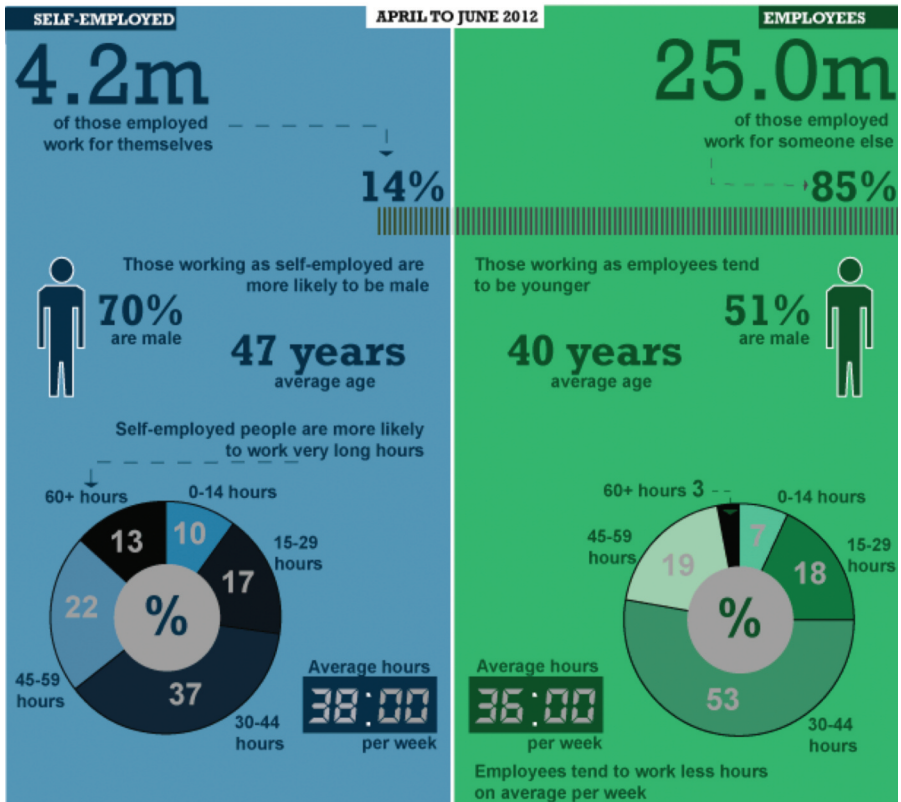 SELF-EMPLOYED
APRIL TO JUNE 2012
EMPLOYEES
4.2m
of those employed
work for themselves
14%
25.0m
of those employed
work for someone else
85%
Those working as self-employed are
more likely to be male
70%
are male
47 years
average age
Those working as employees tend
to be younger
51%
are male
40 years
average age
Self-employed people are more likely
to work very long hours
60+ hours
0-14 hours
13
10
15-29
hours
17
22
%
45-59
hours
37
30-44
hours
Average hours
38:00
per week
60+ hours 3
0-14 hours
45-59
hours
7
15-29
hours
19
18
%
53
30-44
hours
Average hours
36:00
per week
Employees tend to work less hours
on average per week